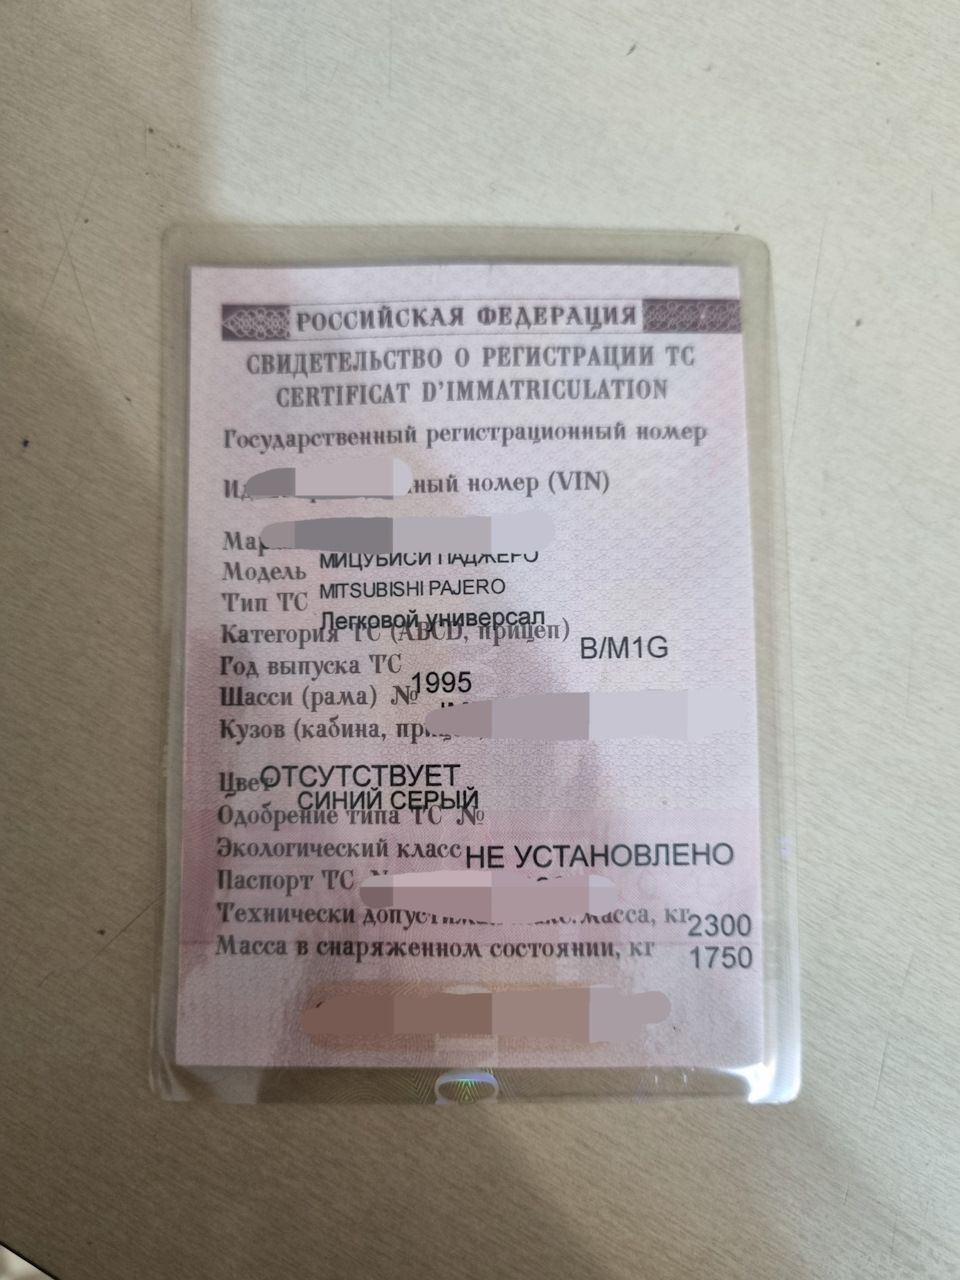 РОССИЙСКАЯ ФЕДЕРАЦИЯ
СВИДЕТЕЛЬСТВО О РЕГИСТРАЦИИ ТС
CERTIFICAT D'IMMATRICULATION
Государственный регистрационный номер
ный номер (VIN)
МИЦУБИСИ ПАДЖЕРО
Модель
MITSUBISHI PAJERO
Тип ТС
Легковой универсал
Категория ТС (ABCD, прицеп)
B/M1G
Год выпуска ТС
1995
Шасси (рама) №
Кузов (кабина,
ОТСУТСТВУЕТ
Цвет
СИНИЙ СЕРЫЙ
Одобрение типа ТС №
Экологический класс
НЕ УСТАНОВЛЕНО
Паспорт ТС
Технически масса, кг
2300
Масса в снаряженном состоянии, кг
1750